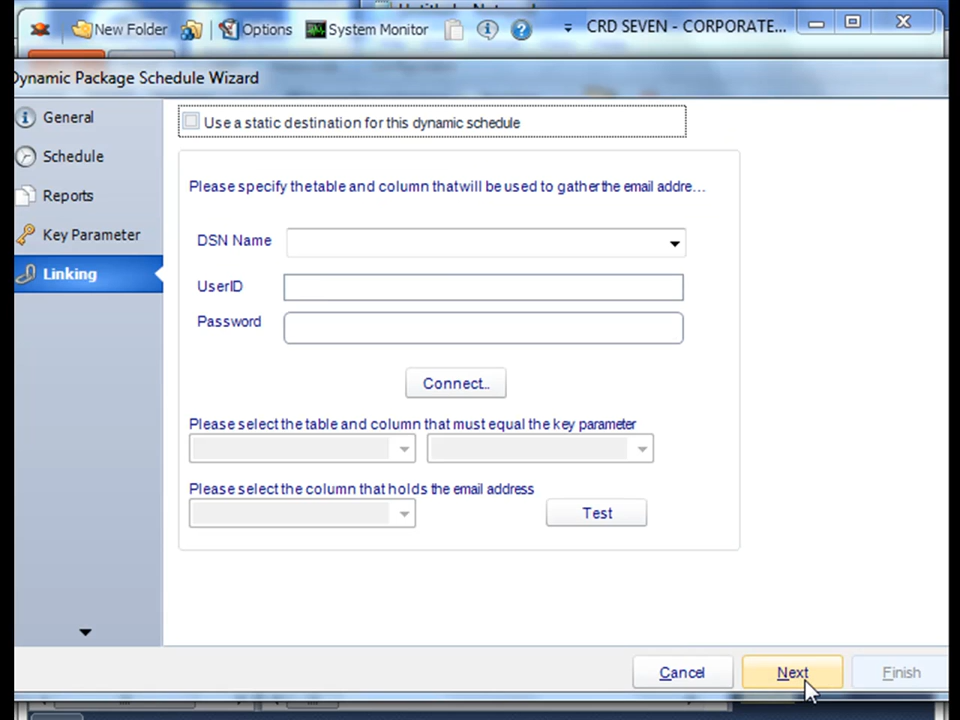 New Folder
Options
System Monitor
CRD SEVEN - CORPORATE...
Dynamic Package Schedule Wizard
General
Schedule
Reports
Key Parameter
Linking
Use a static destination for this dynamic schedule
Please specify the table and column that will be used to gather the email addre...
DSN Name
UserID
Password
Connect..
Please select the table and column that must equal the key parameter
Please select the column that holds the email address
Test
Cancel
Next
Finish